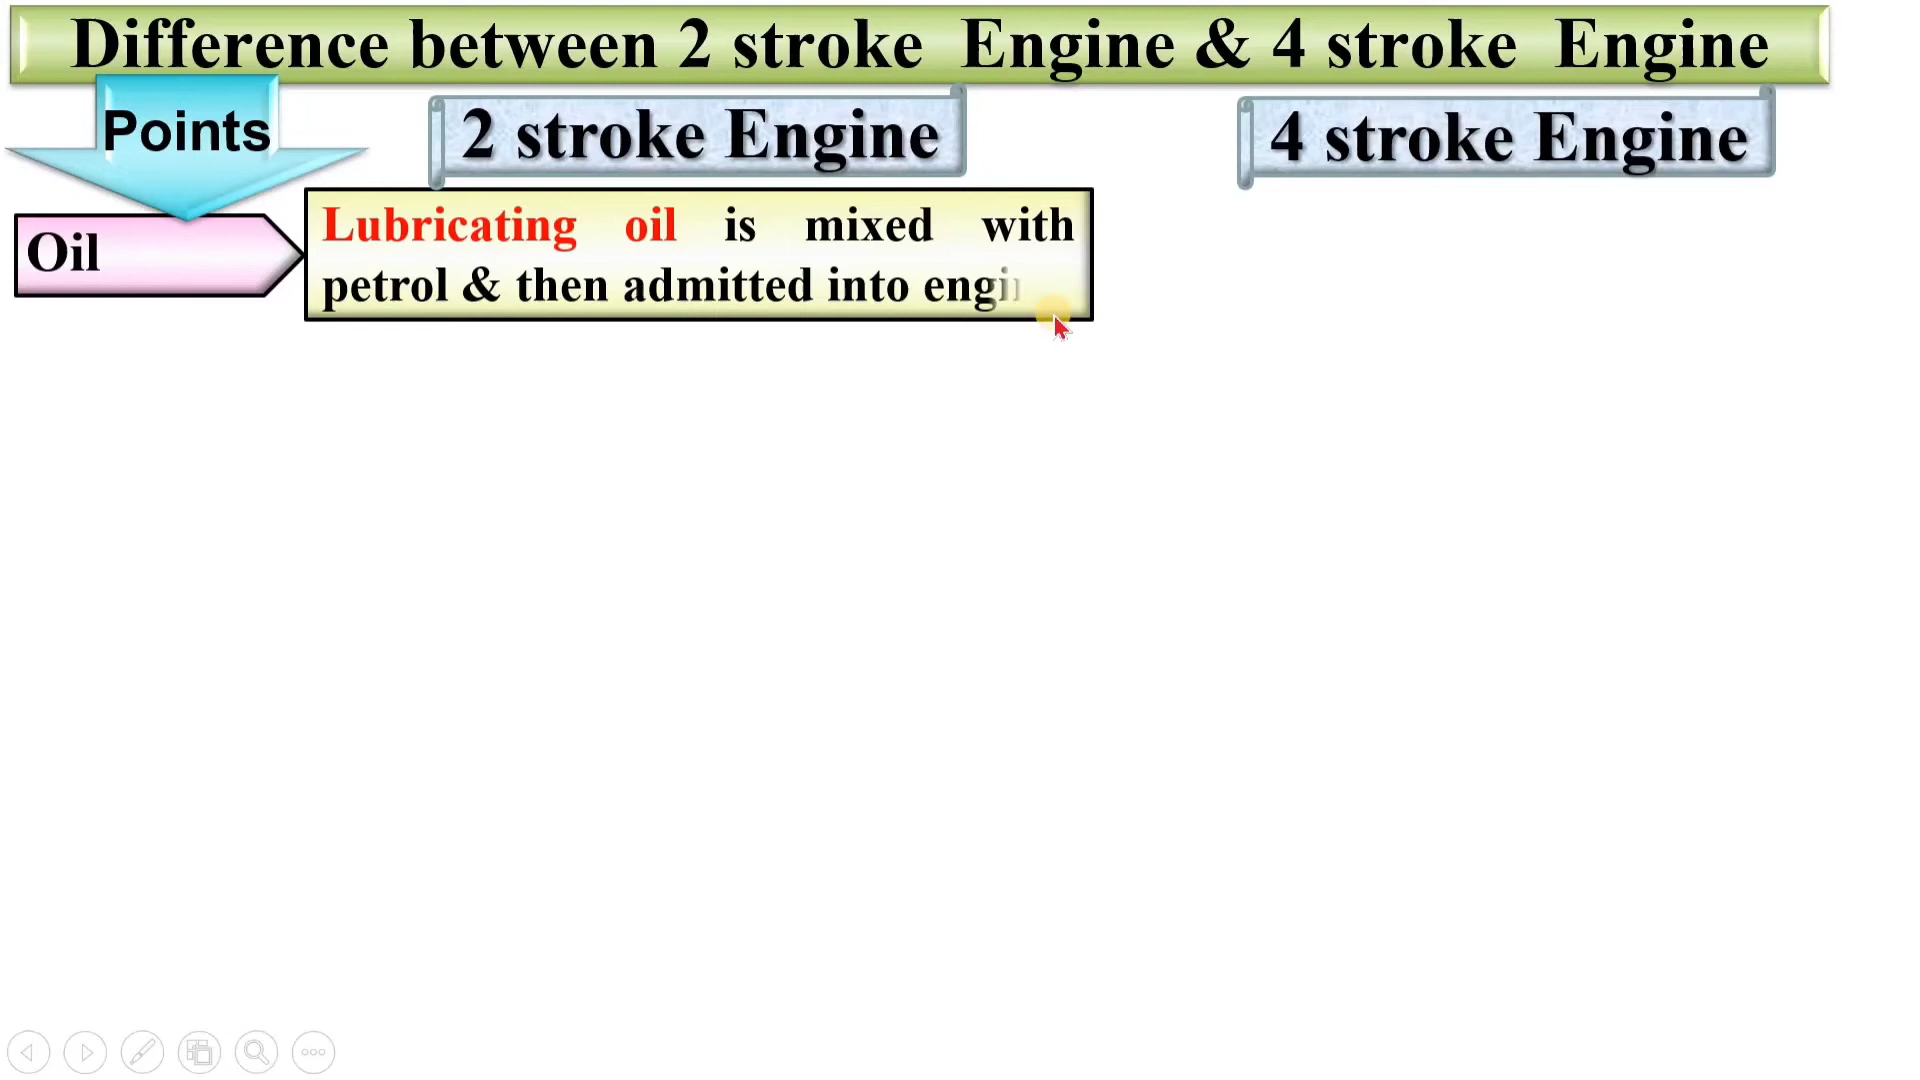 Difference between 2 stroke Engine & 4 stroke Engine
Points
2 stroke Engine
4 stroke Engine
Oil
Lubricating oil is mixed with
petrol & then admitted into